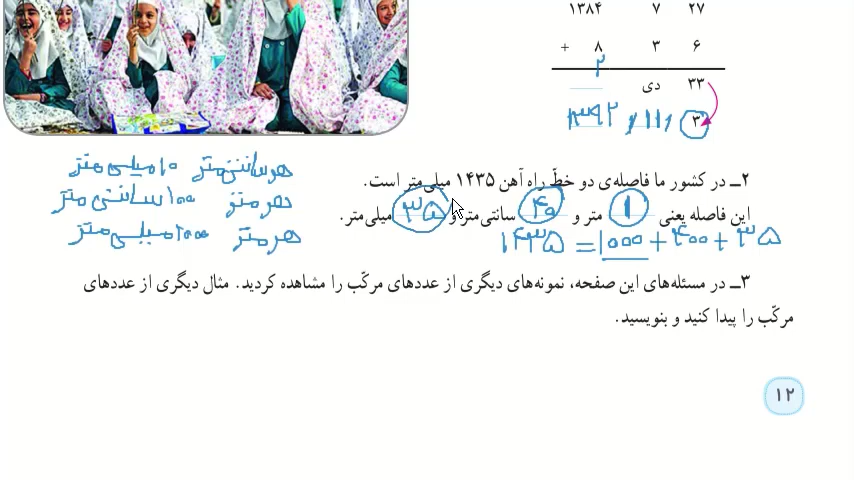 ۲۷ ۷ ۱۳۸۴
۶ ۳ ۸ +
۲
۳۳ دی
۳ ۱۱ ۱۳۹۲
۲ــ در کشور ما فاصله‌ی دو خطّ راه آهن ۱۴۳۵ میلی‌متر است.
این فاصله یعنی ۱ متر و ۴۰ سانتی‌متر و ۳۵ میلی‌متر.
۱۴۳۵ = ۱۰۰۰ + ۴۰۰ + ۳۵
هر سانتی متر ۱۰ میلی متر
هر متر ۱۰۰ سانتی متر
هر متر ۱۰۰۰ میلی متر
۳ــ در مسئله‌های این صفحه، نمونه‌های دیگری از عددهای مرکّب را مشاهده کردید. مثال دیگری از عددهای
مرکّب را پیدا کنید و بنویسید.
۱۲